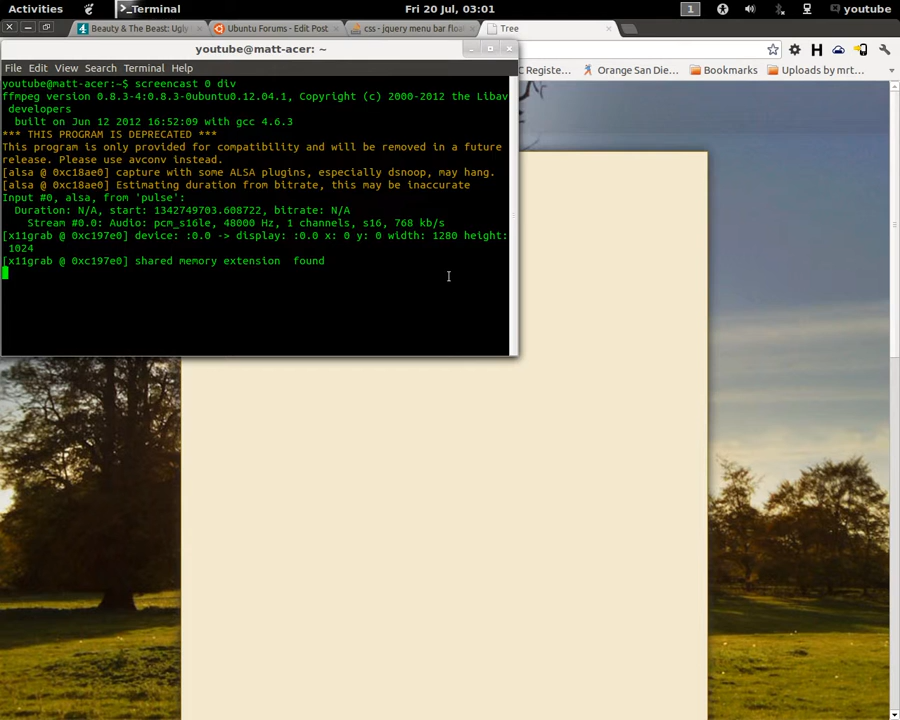 Activities
Terminal
Fri 20 Jul, 03:01
1
youtube
Beauty & The Beast: Ugly
Ubuntu Forums - Edit Post
css - jquery menu bar floa
Tree
youtube@matt-acer: ~
File Edit View Search Terminal Help
C Registe...
Orange San Die...
Bookmarks
Uploads by mrt...
youtube@matt-acer:~$ screencast 0 div
ffmpeg version 0.8.3-4:0.8.3-0ubuntu0.12.04.1, Copyright (c) 2000-2012 the Libav
developers
built on Jun 12 2012 16:52:09 with gcc 4.6.3
*** THIS PROGRAM IS DEPRECATED ***
This program is only provided for compatibility and will be removed in a future
release. Please use avconv instead.
[alsa @ 0xc18ae0] capture with some ALSA plugins, especially dsnoop, may hang.
[alsa @ 0xc18ae0] Estimating duration from bitrate, this may be inaccurate
Input #0, alsa, from 'pulse':
Duration: N/A, start: 1342749703.608722, bitrate: N/A
Stream #0.0: Audio: pcm_s16le, 48000 Hz, 1 channels, s16, 768 kb/s
[x11grab @ 0xc197e0] device: :0.0 -> display: :0.0 x: 0 y: 0 width: 1280 height:
1024
[x11grab @ 0xc197e0] shared memory extension  found